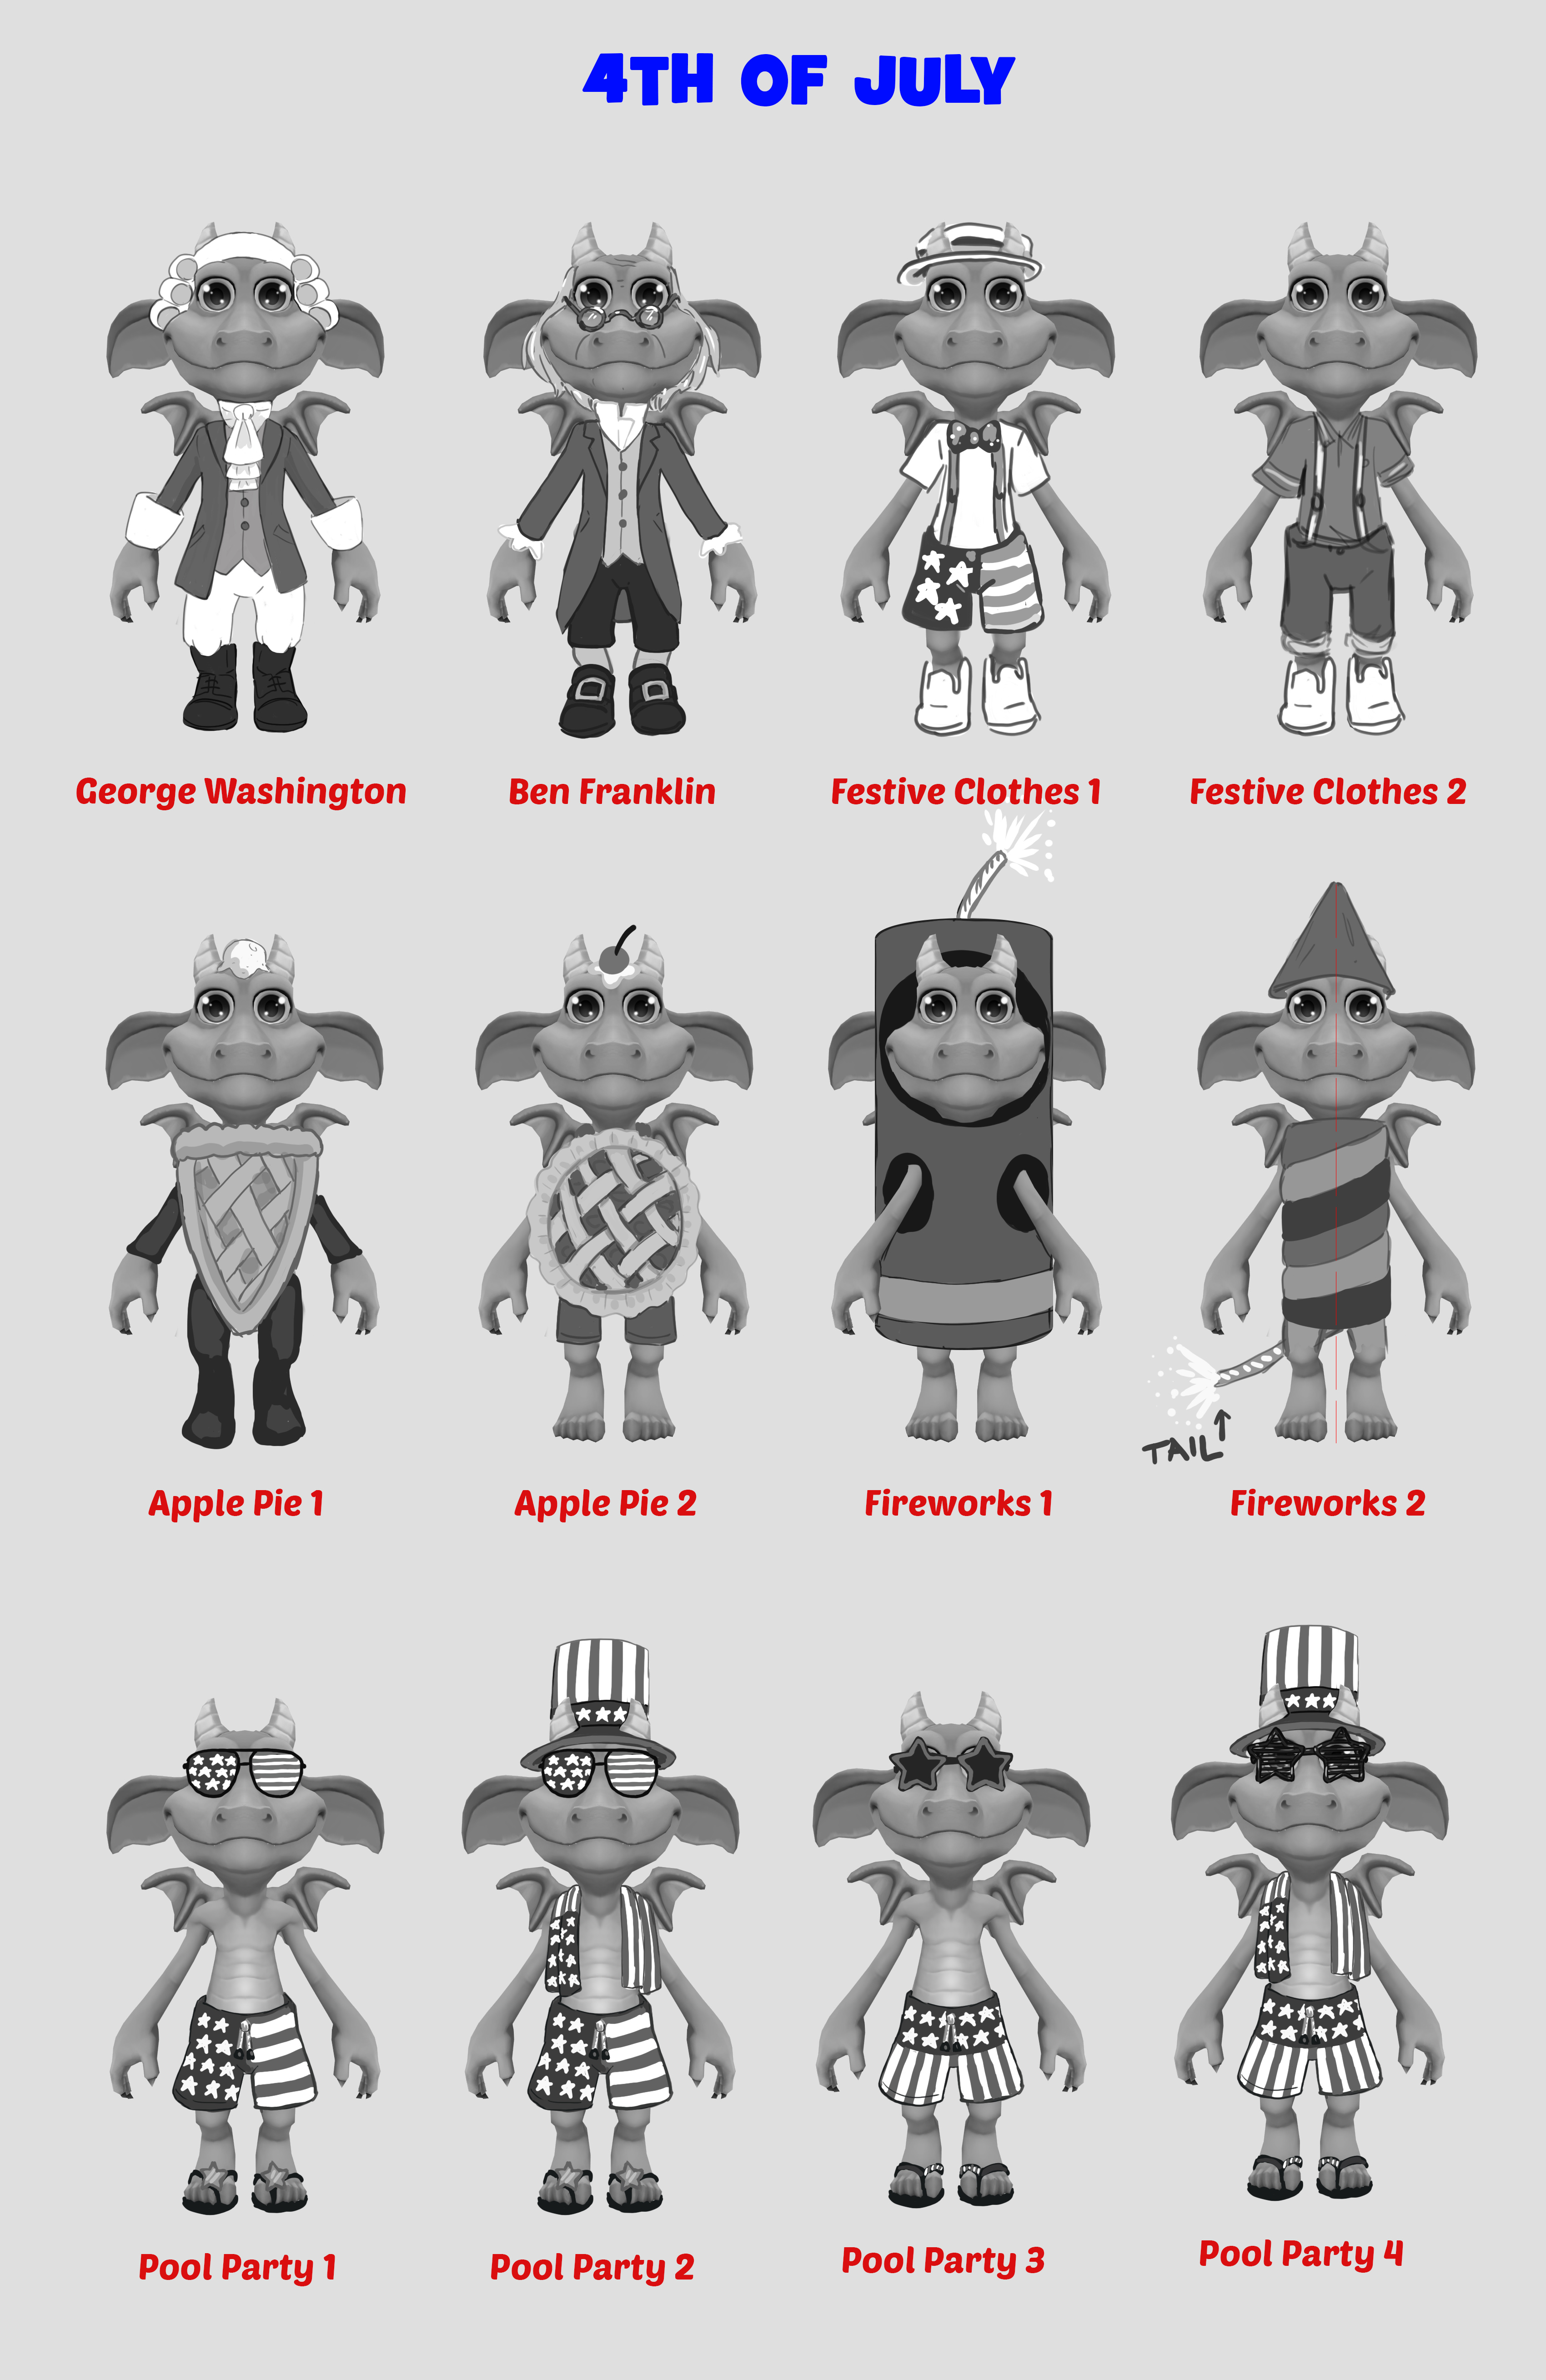 4TH OF JULY
George Washington
Ben Franklin
Festive Clothes 1
Festive Clothes 2
Apple Pie 1
Apple Pie 2
Fireworks 1
TAIL
Fireworks 2
Pool Party 1
Pool Party 2
Pool Party 3
Pool Party 4